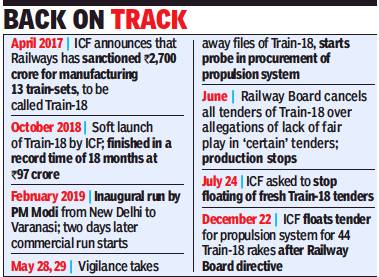 BACK ON TRACK
April 2017 | ICF announces that
Railways has sanctioned ₹2,700
crore for manufacturing
13 train-sets, to be
called Train-18
October 2018 | Soft launch
of Train-18 by ICF; finished in a
record time of 18 months at
₹97 crore
February 2019 | Inaugural run by
PM Modi from New Delhi to
Varanasi; two days later
commercial run starts
May 28, 29 | Vigilance takes
away files of Train-18, starts
probe in procurement of
propulsion system
June | Railway Board cancels
all tenders of Train-18 over
allegations of lack of fair
play in ‘certain’ tenders;
production stops
July 24 | ICF asked to stop
floating of fresh Train-18 tenders
December 22 | ICF floats tender
for propulsion system for 44
Train-18 rakes after Railway
Board directive